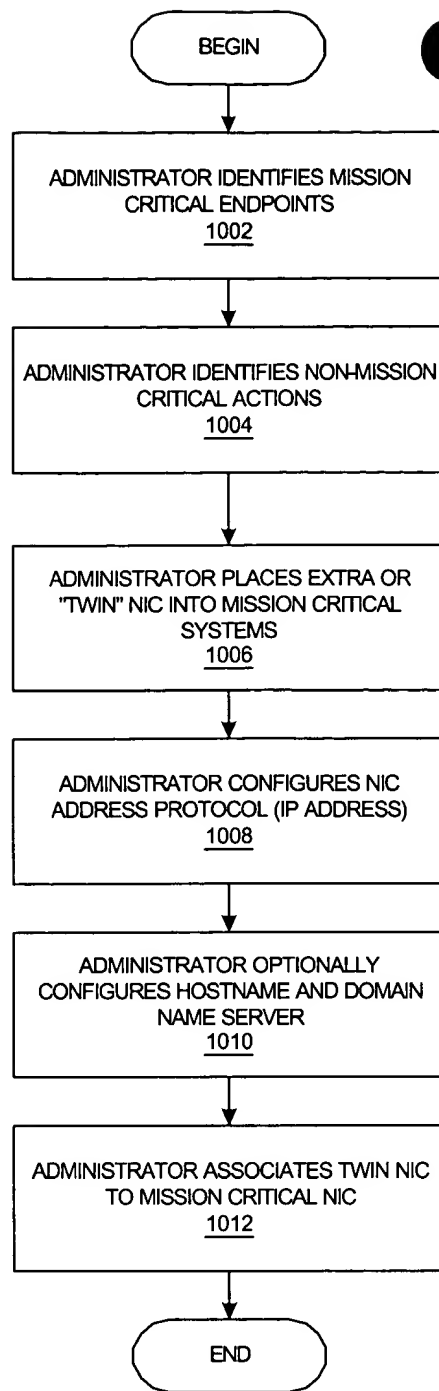 BEGIN
ADMINISTRATOR IDENTIFIES MISSION
CRITICAL ENDPOINTS
1002
ADMINISTRATOR IDENTIFIES NON-MISSION
CRITICAL ACTIONS
1004
ADMINISTRATOR PLACES EXTRA OR
"TWIN" NIC INTO MISSION CRITICAL
SYSTEMS
1006
ADMINISTRATOR CONFIGURES NIC
ADDRESS PROTOCOL (IP ADDRESS)
1008
ADMINISTRATOR OPTIONALLY
CONFIGURES HOSTNAME AND DOMAIN
NAME SERVER
1010
ADMINISTRATOR ASSOCIATES TWIN NIC
TO MISSION CRITICAL NIC
1012
END